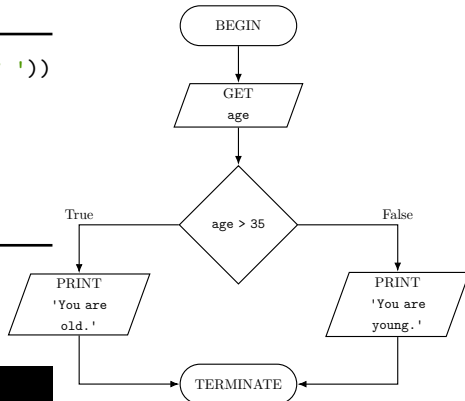 BEGIN
'))
GET
age
age > 35
True
False
PRINT
'You are
old.'
PRINT
'You are
young.'
TERMINATE